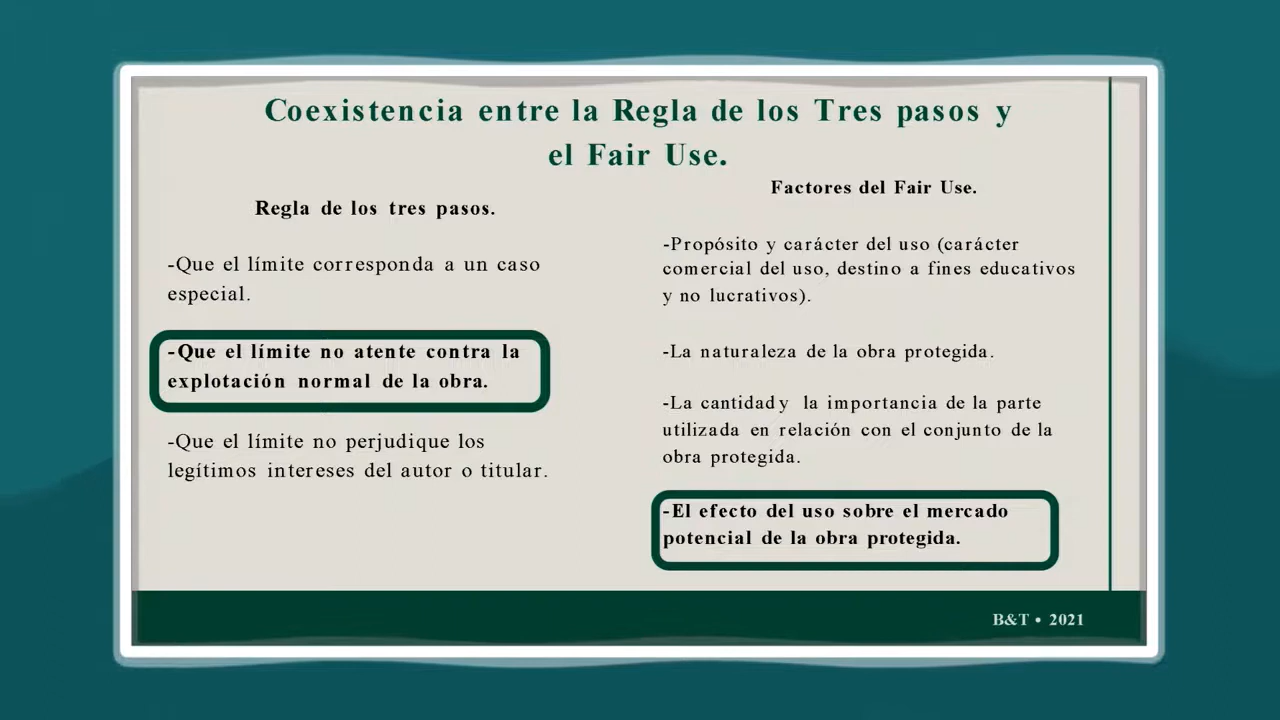 Coexistencia entre la Regla de los Tres pasos y
el Fair Use.
Regla de los tres pasos.
-Que el límite corresponda a un caso
especial.
-Que el límite no atente contra la
explotación normal de la obra.
-Que el límite no perjudique los
legítimos intereses del autor o titular.
Factores del Fair Use.
-Propósito y carácter del uso (carácter
comercial del uso, destino a fines educativos
y no lucrativos).
-La naturaleza de la obra protegida.
-La cantidad y la importancia de la parte
utilizada en relación con el conjunto de la
obra protegida.
-El efecto del uso sobre el mercado
potencial de la obra protegida.
B&T • 2021